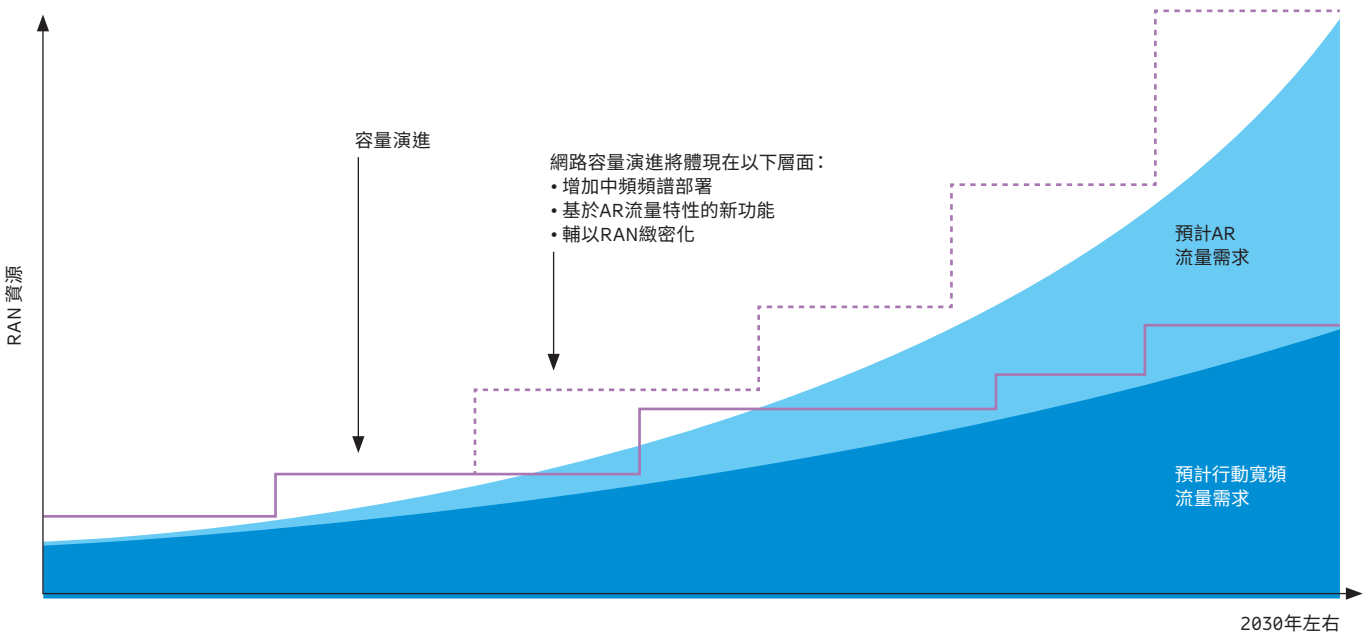 容量演進
網路容量演進將體現在以下層面：
• 增加中頻頻譜部署
• 基於AR流量特性的新功能
• 輔以RAN緻密化
RAN 資源
預計AR
流量需求
預計行動寬頻
流量需求
2030年左右